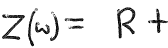 Z(ω) = R +